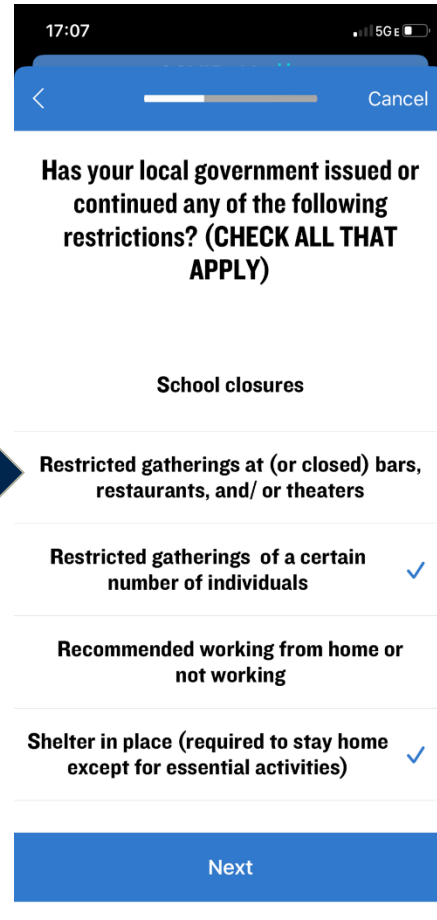 17:07
5G E
Cancel
Has your local government issued or
continued any of the following
restrictions? (CHECK ALL THAT
APPLY)
School closures
Restricted gatherings at (or closed) bars,
restaurants, and/ or theaters
Restricted gatherings  of a certain
number of individuals
Recommended working from home or
not working
Shelter in place (required to stay home
except for essential activities)
Next